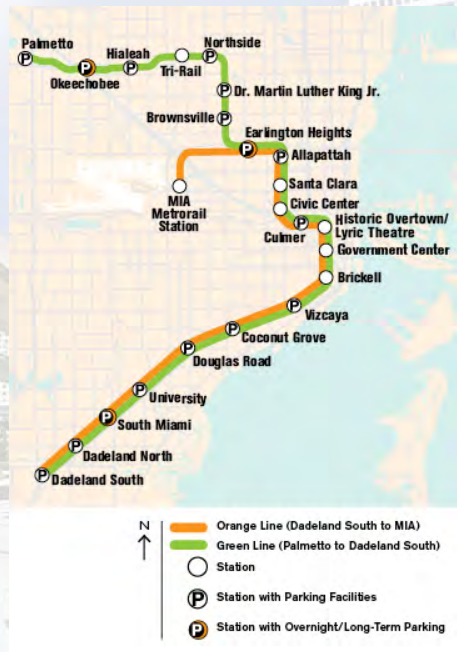 Palmetto
P
Okeechobee
P
Hialeah
P
Tri-Rail
Northside
P
P
Dr. Martin Luther King Jr.
Brownsville
P
Earlington Heights
P
P
Allapattah
MIA
Metrorail
Station
Santa Clara
Civic Center
Culmer
P
Historic Overtown/
Lyric Theatre
Government Center
Brickell
P
Vizcaya
P
Coconut Grove
P
Douglas Road
P
University
P
South Miami
P
Dadeland North
P
Dadeland South
N
Orange Line (Dadeland South to MIA)
Green Line (Palmetto to Dadeland South)
Station
P
Station with Parking Facilities
P
Station with Overnight/Long-Term Parking